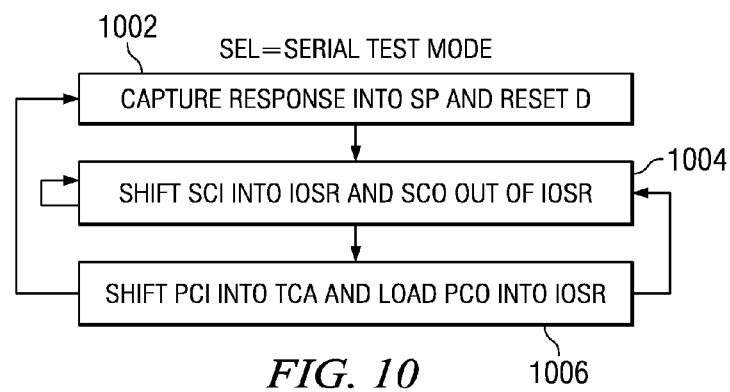 1002
SEL=SERIAL TEST MODE
CAPTURE RESPONSE INTO SP AND RESET D
1004
SHIFT SCI INTO IOSR AND SCO OUT OF IOSR
SHIFT PCI INTO TCA AND LOAD PCO INTO IOSR
1006
FIG. 10